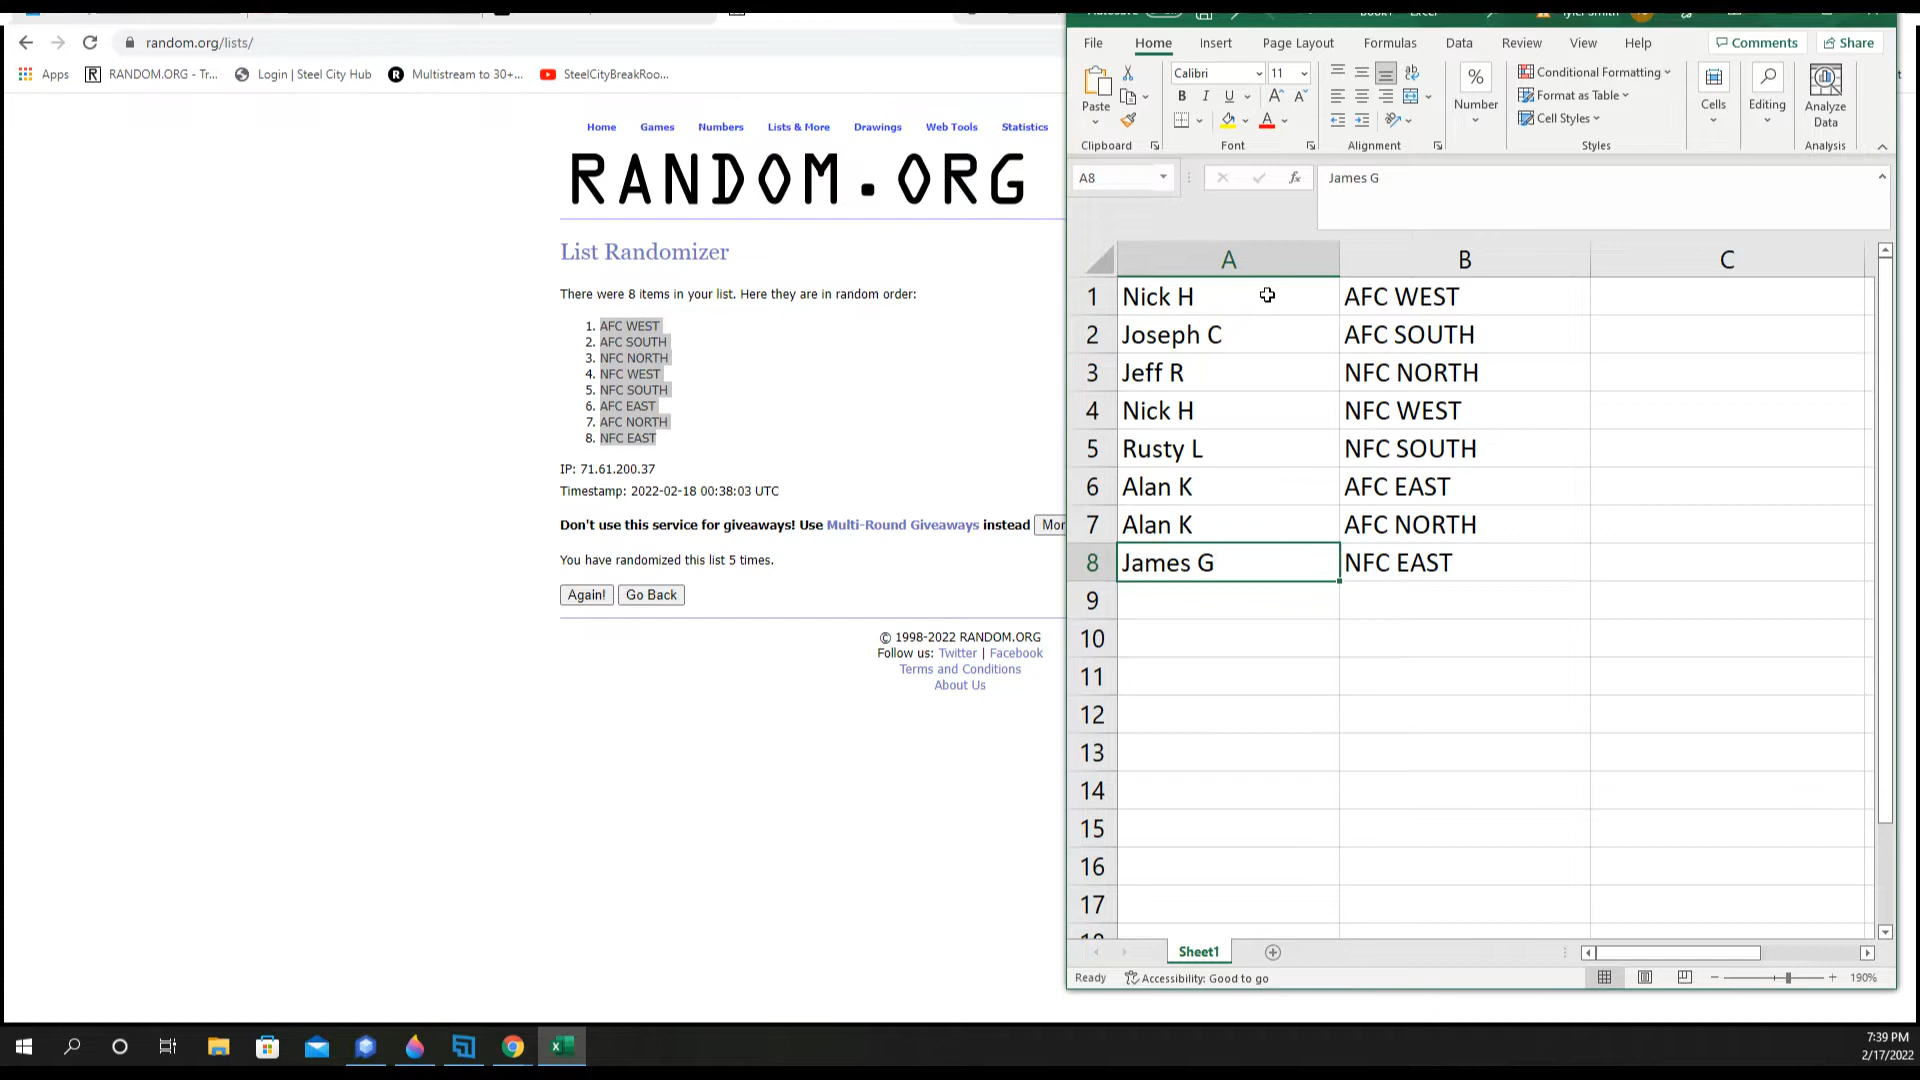 random.org/lists/
Apps
RANDOM.ORG - Tr...
Login | Steel City Hub
Multistream to 30+...
SteelCityBreakRoo...
Home Games Numbers Lists & More Drawings Web Tools Statistics
RANDOM.ORG
List Randomizer
There were 8 items in your list. Here they are in random order:
1. AFC WEST
2. AFC SOUTH
3. NFC NORTH
4. NFC WEST
5. NFC SOUTH
6. AFC EAST
7. AFC NORTH
8. NFC EAST
IP: 71.61.200.37
Timestamp: 2022-02-18 00:38:03 UTC
Don't use this service for giveaways! Use Multi-Round Giveaways instead Mor
You have randomized this list 5 times.
Again! Go Back
© 1998-2022 RANDOM.ORG
Follow us: Twitter | Facebook
Terms and Conditions
About Us
File Home Insert Page Layout Formulas Data Review View Help Comments Share
Paste
Calibri 11
B I U A A A
% Number
Conditional Formatting
Format as Table
Cell Styles
Cells
Editing
Analyze Data
Clipboard Font Alignment Styles Analysis
A8 fx James G
A B C
1 Nick H AFC WEST
2 Joseph C AFC SOUTH
3 Jeff R NFC NORTH
4 Nick H NFC WEST
5 Rusty L NFC SOUTH
6 Alan K AFC EAST
7 Alan K AFC NORTH
8 James G NFC EAST
9
10
11
12
13
14
15
16
17
Sheet1
Ready Accessibility: Good to go 190%
7:39 PM
2/17/2022